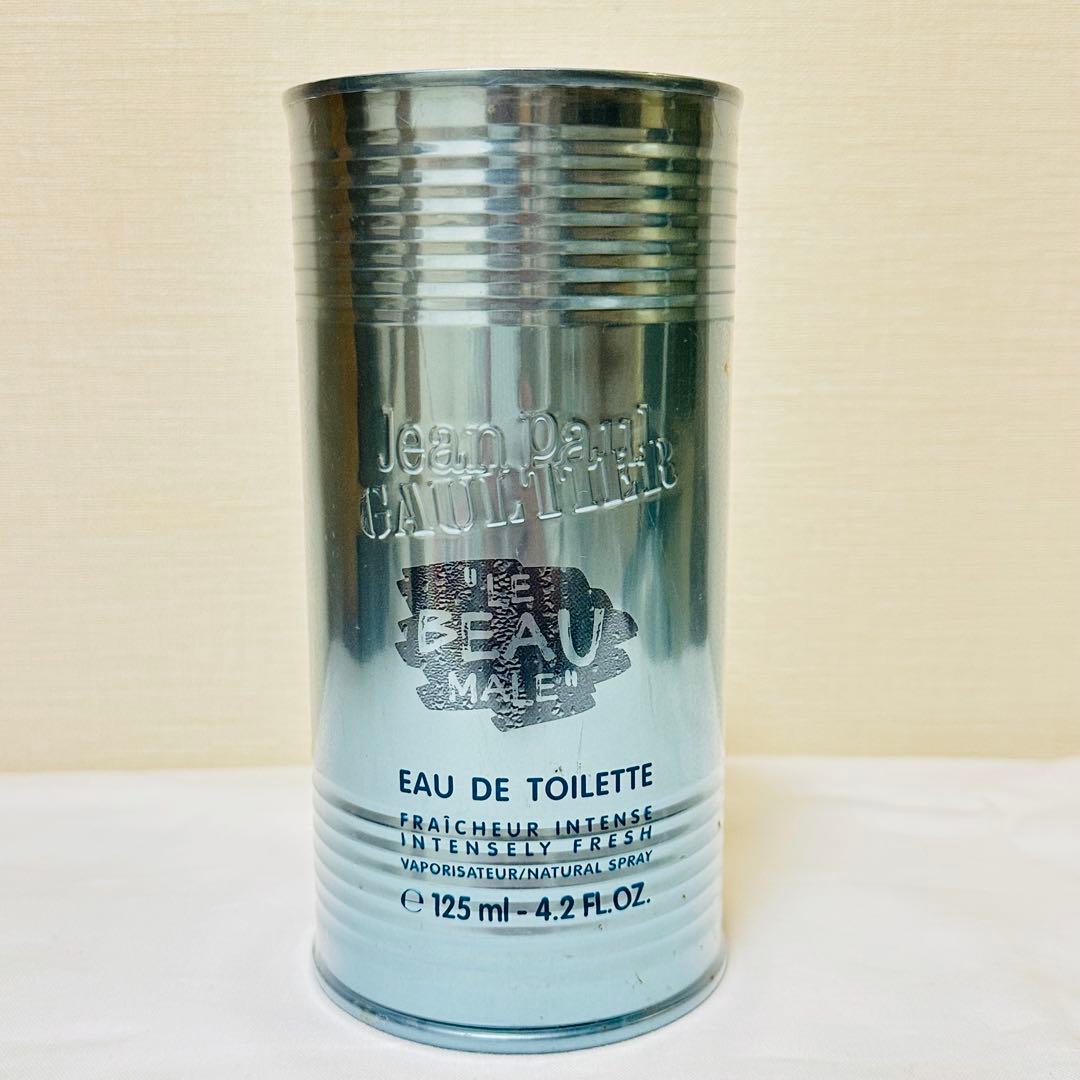 Jean Paul
GAULTIER
"LE
BEAU
MALE"
EAU DE TOILETTE
FRAÎCHEUR INTENSE
INTENSELY FRESH
VAPORISATEUR/NATURAL SPRAY
℮ 125 ml - 4.2 FL.OZ.